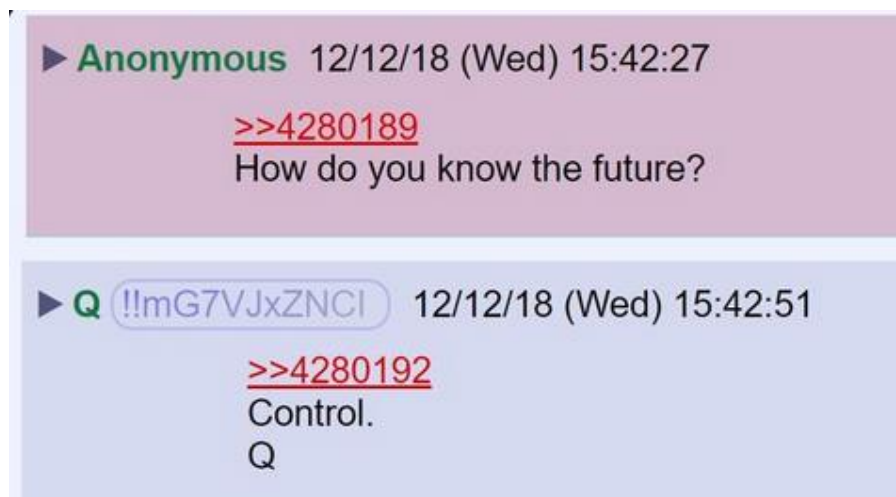 Anonymous 12/12/18 (Wed) 15:42:27
>>4280189
How do you know the future?
Q !!mG7VJxZNCI 12/12/18 (Wed) 15:42:51
>>4280192
Control.
Q